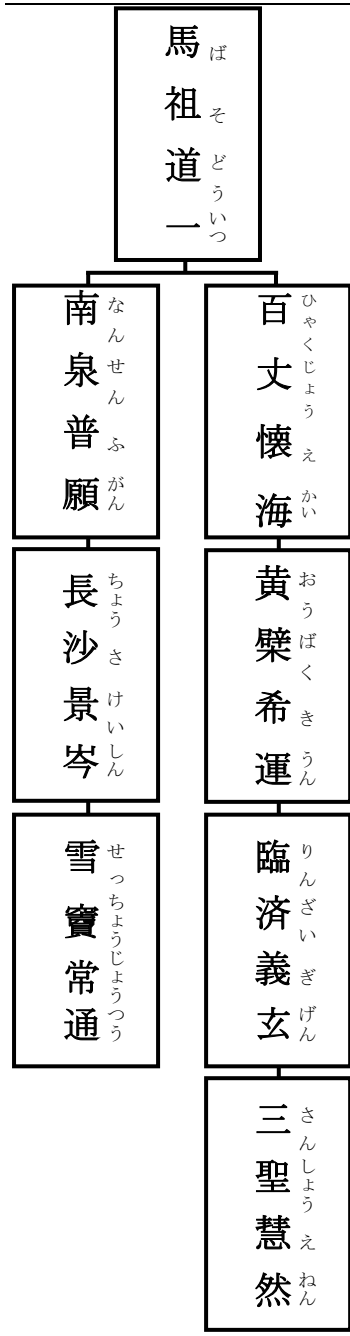 馬祖道一
ばそどういつ
百丈懐海
ひゃくじょうえかい
黄檗希運
おうばくきうん
臨済義玄
りんざいぎげん
三聖慧然
さんしょうえねん
南泉普願
なんせんふがん
長沙景岑
ちょうさけいしん
雪竇常通
せっちょうじょうつう